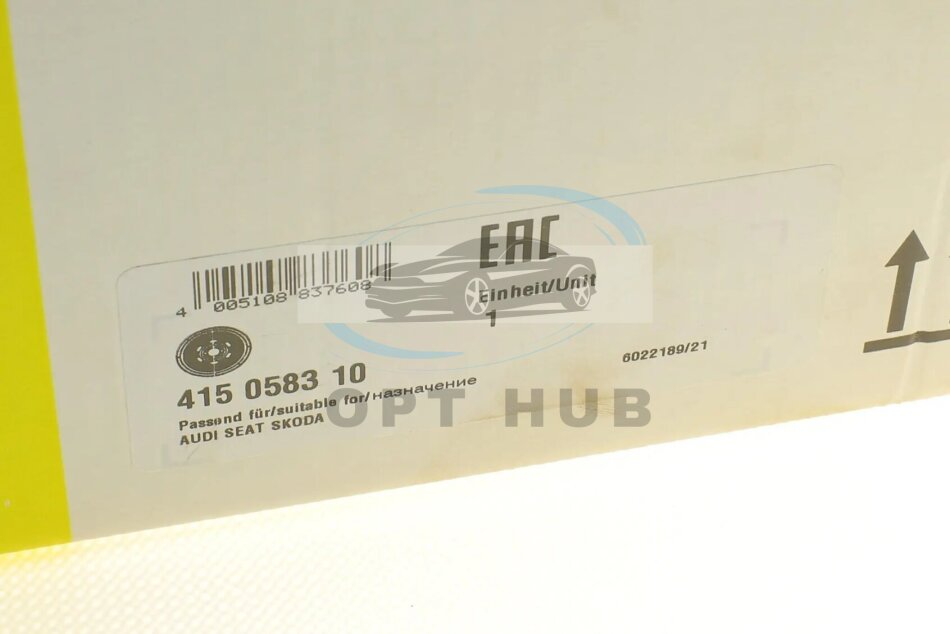 EAC
4 005108 837608
Einheit/Unit
1
6022189/21
415 0583 10
Passend für/suitable for/назначение
AUDI SEAT SKODA
OPT HUB